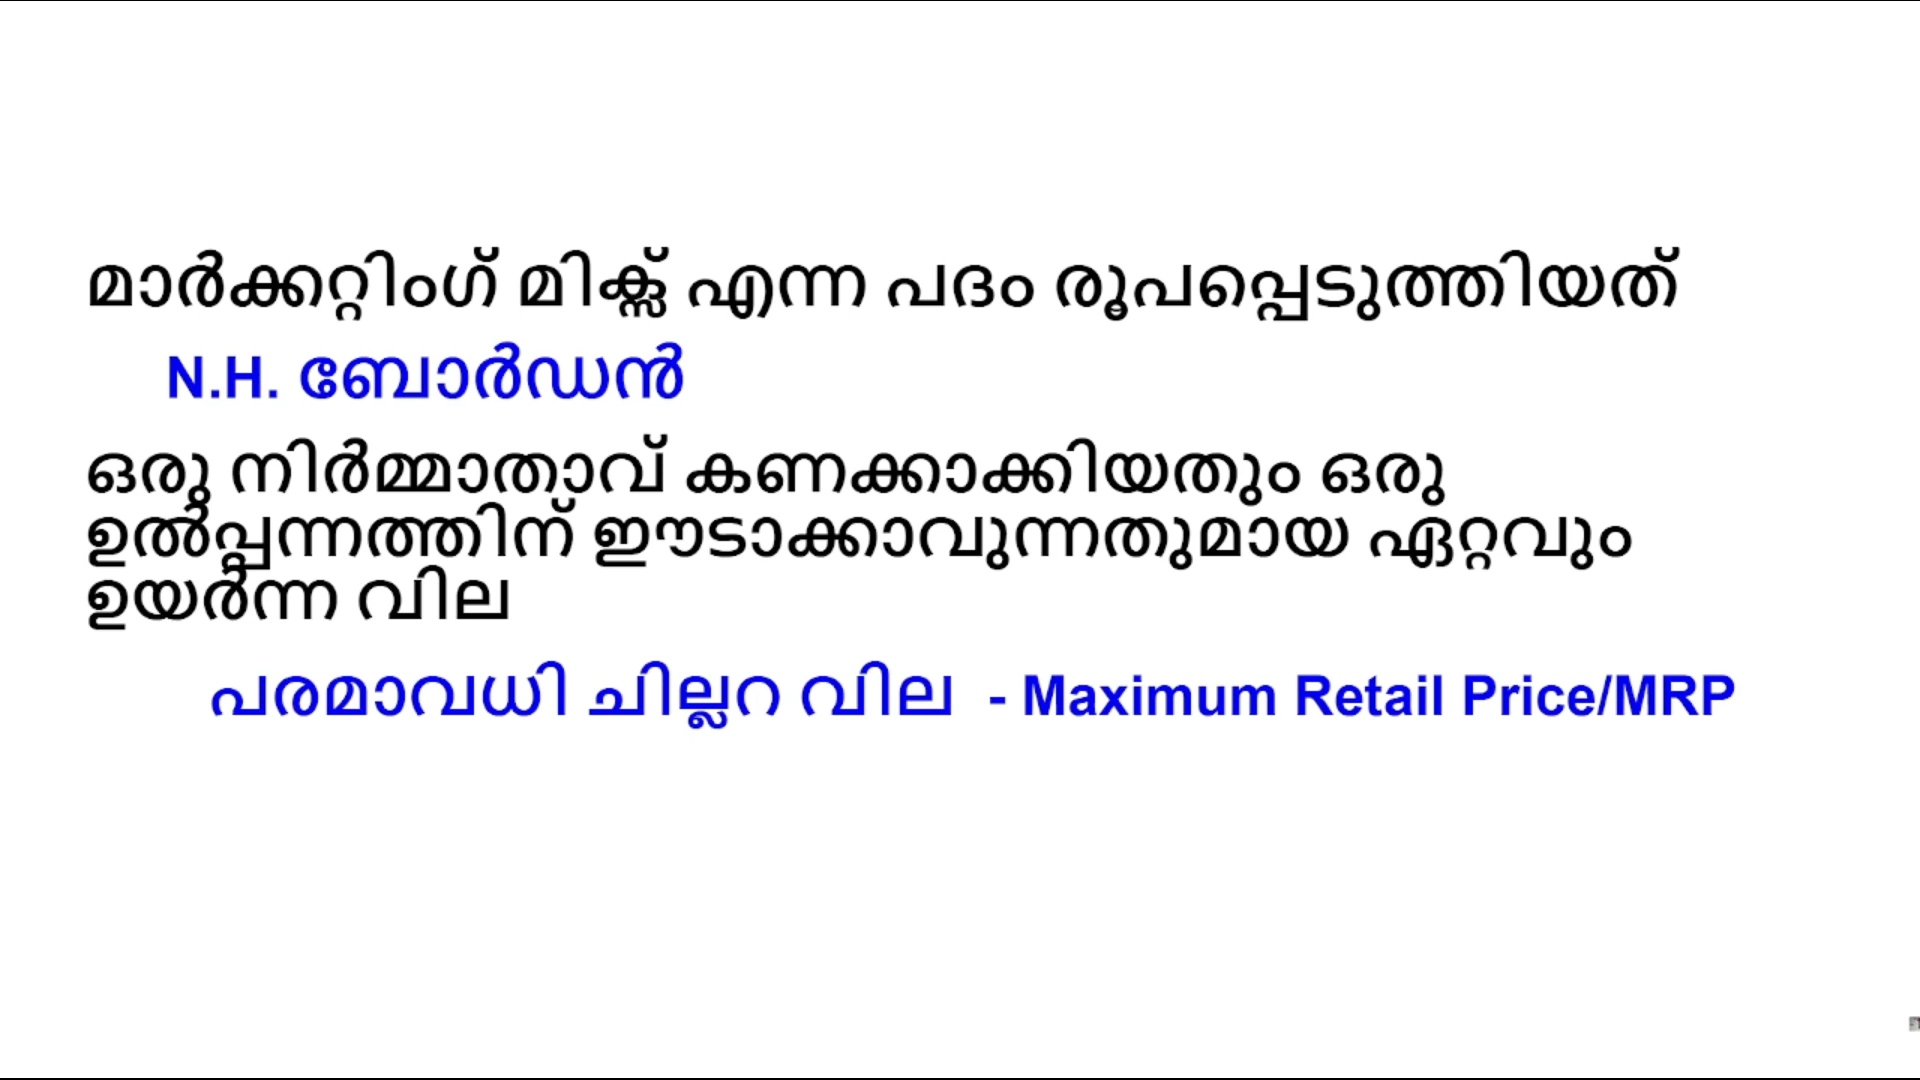 മാർക്കറ്റിംഗ് മിക്സ് എന്ന പദം രൂപപ്പെടുത്തിയത്
N.H. ബോർഡൻ
ഒരു നിർമ്മാതാവ് കണക്കാക്കിയതും ഒരു
ഉൽപ്പന്നത്തിന് ഈടാക്കാവുന്നതുമായ ഏറ്റവും
ഉയർന്ന വില
പരമാവധി ചില്ലറ വില - Maximum Retail Price/MRP